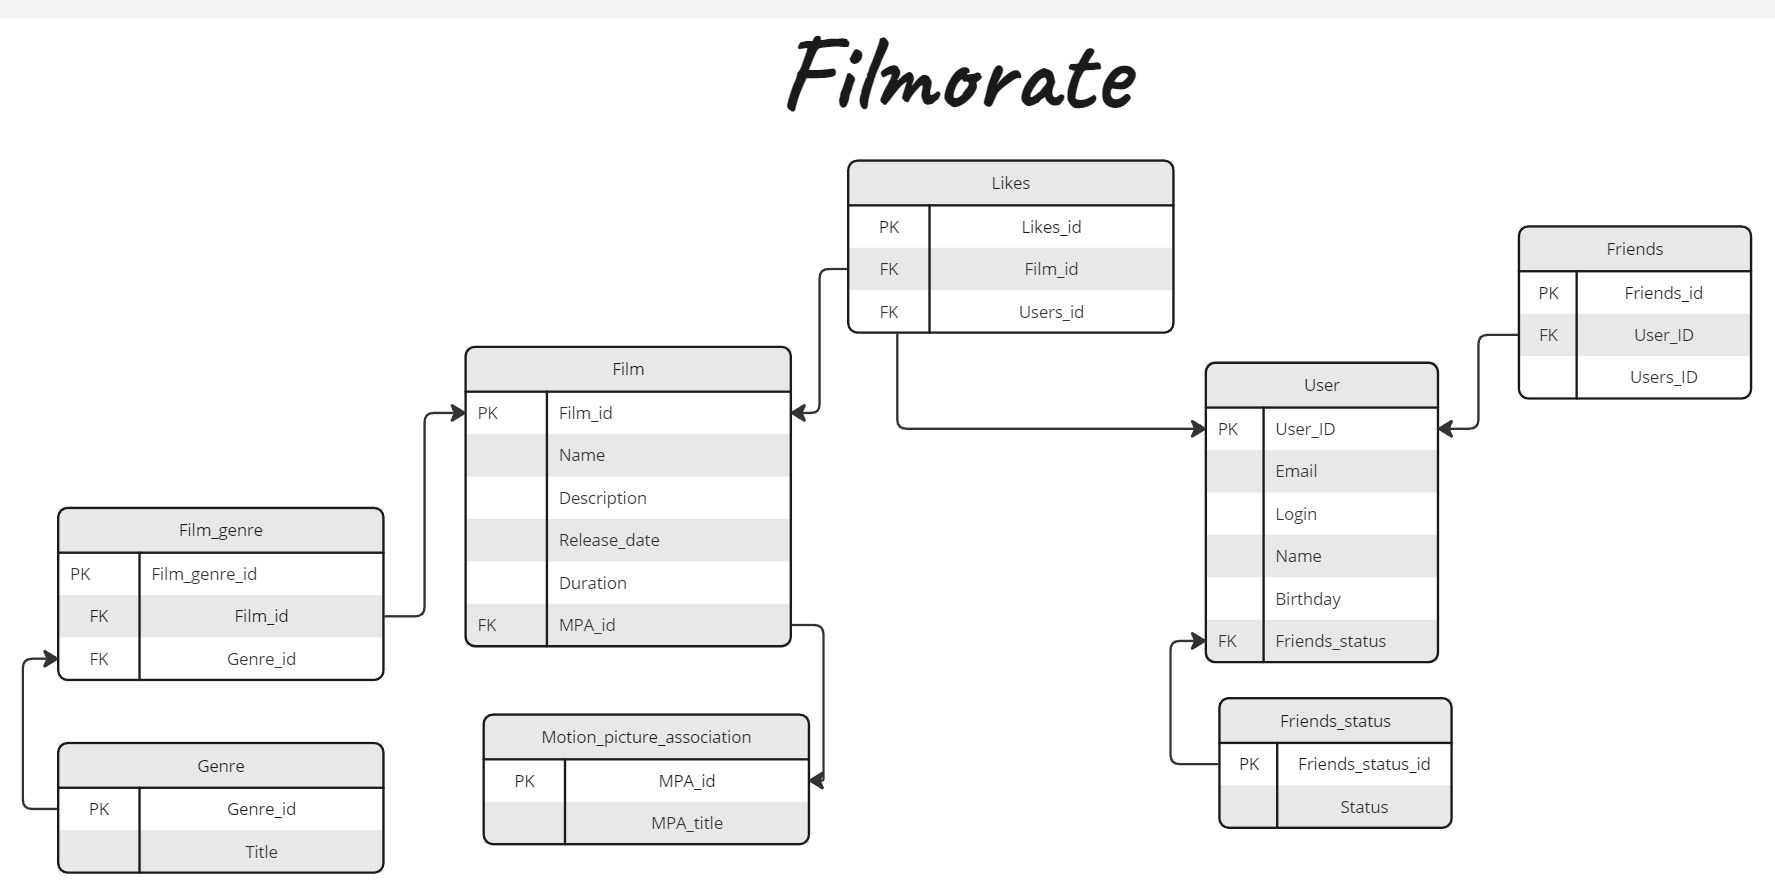 Filmorate
Likes
PK Likes_id
FK Film_id
FK Users_id
Friends
PK Friends_id
FK User_ID
Users_ID
Film
PK Film_id
Name
Description
Release_date
Duration
FK MPA_id
User
PK User_ID
Email
Login
Name
Birthday
FK Friends_status
Film_genre
PK Film_genre_id
FK Film_id
FK Genre_id
Motion_picture_association
PK MPA_id
MPA_title
Friends_status
PK Friends_status_id
Status
Genre
PK Genre_id
Title